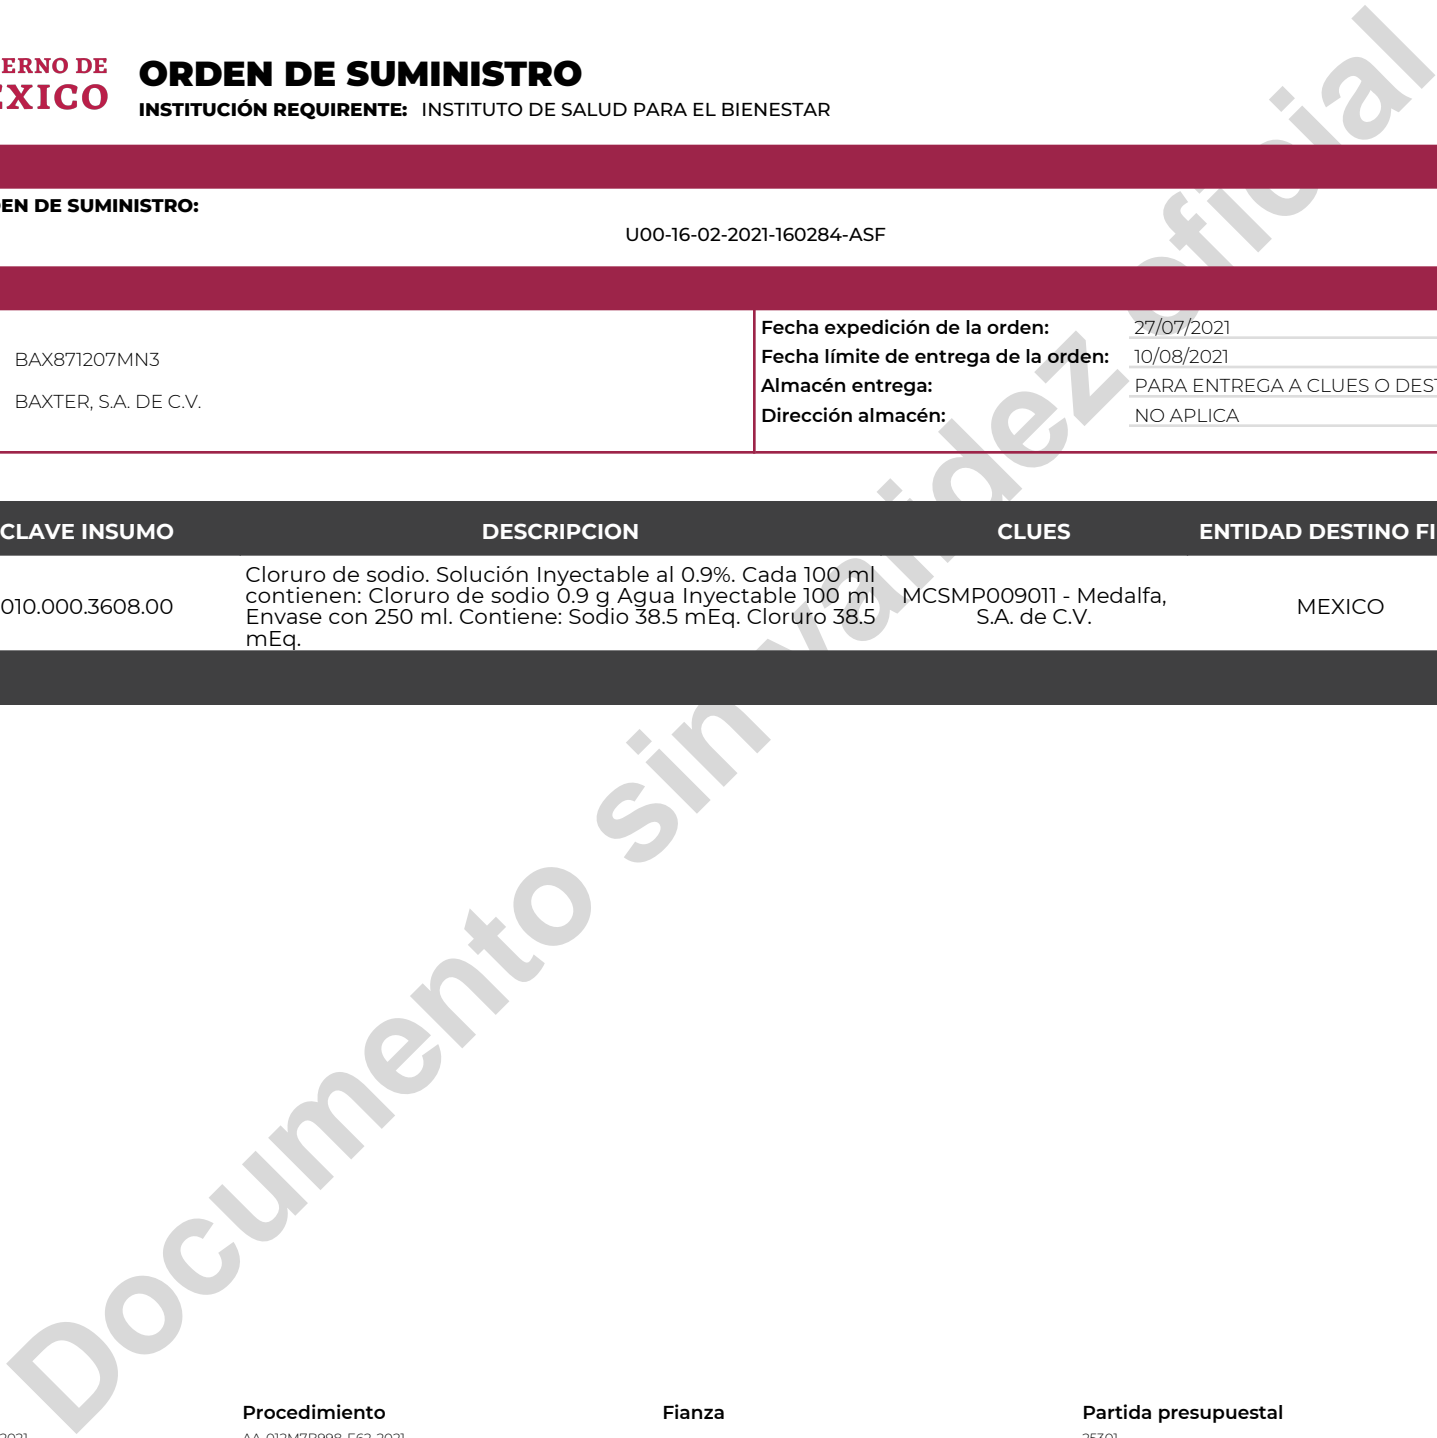 ERNO DE
EXICO
ORDEN DE SUMINISTRO
INSTITUCIÓN REQUIRENTE: INSTITUTO DE SALUD PARA EL BIENESTAR
EN DE SUMINISTRO:
U00-16-02-2021-160284-ASF
BAX871207MN3
BAXTER, S.A. DE C.V.
Fecha expedición de la orden: 27/07/2021
Fecha límite de entrega de la orden: 10/08/2021
Almacén entrega: PARA ENTREGA A CLUES O DEST
Dirección almacén: NO APLICA
CLAVE INSUMO DESCRIPCION CLUES ENTIDAD DESTINO FI
010.000.3608.00
Cloruro de sodio. Solución Inyectable al 0.9%. Cada 100 ml
contienen: Cloruro de sodio 0.9 g Agua Inyectable 100 ml
Envase con 250 ml. Contiene: Sodio 38.5 mEq. Cloruro 38.5
mEq.
MCSMP009011 - Medalfa,
S.A. de C.V.
MEXICO
Documento sin validez oficial
Procedimiento Fianza Partida presupuestal